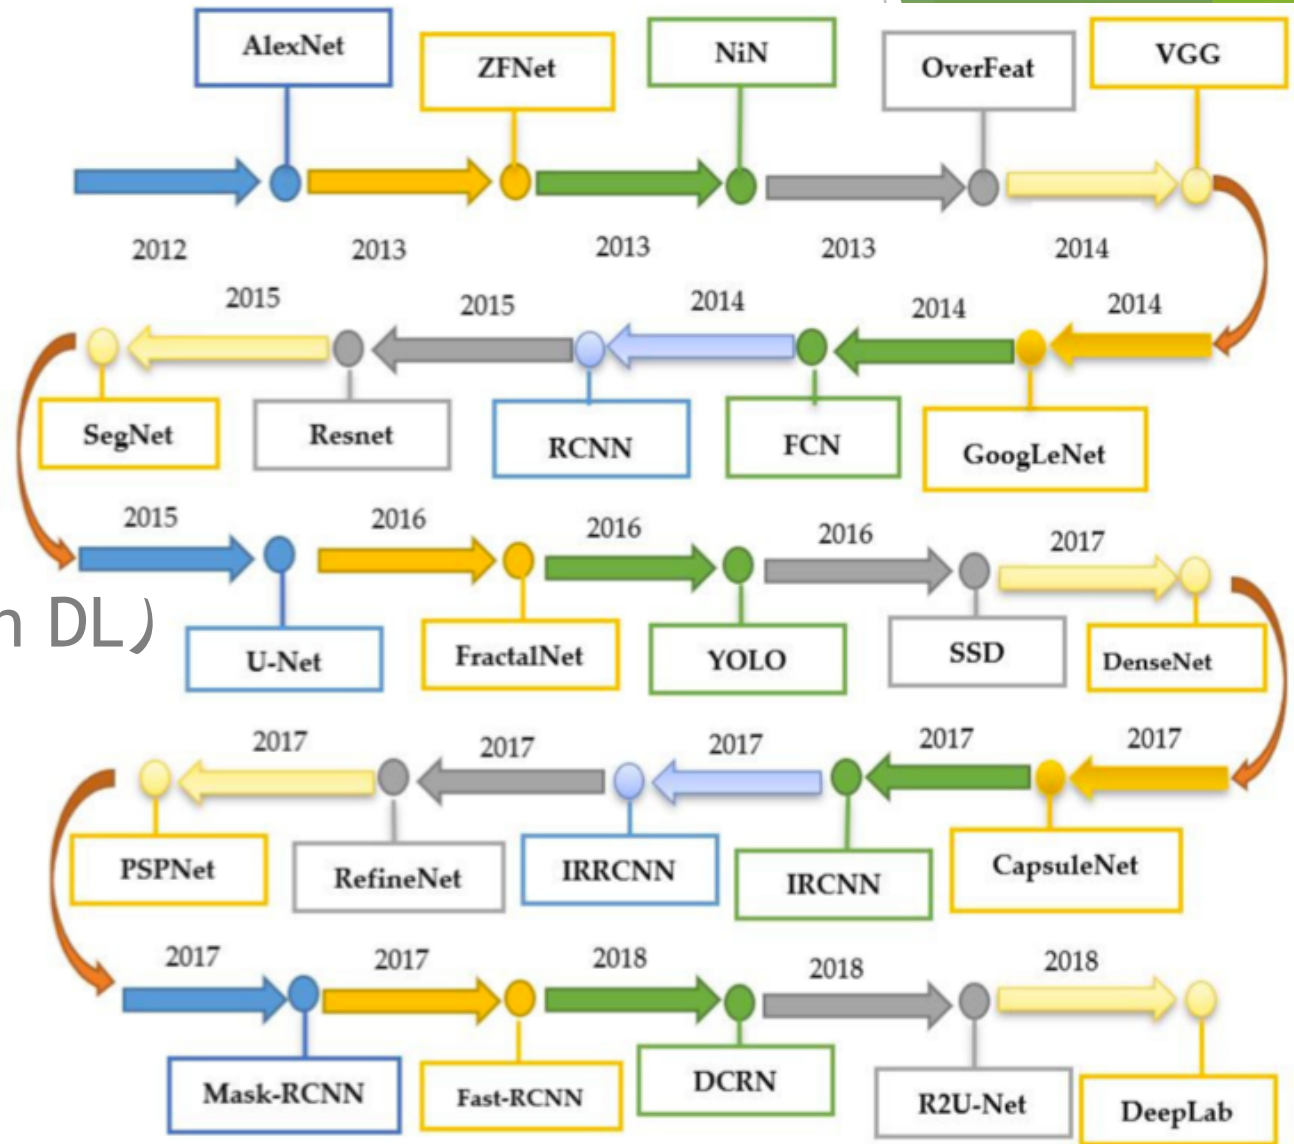 AlexNet
ZFNet
NiN
OverFeat
VGG
2012
2013
2013
2013
2014
2015
2015
2014
2014
2014
SegNet
Resnet
RCNN
FCN
GoogLeNet
2015
2016
2016
2016
2017
n DL)
U-Net
FractalNet
YOLO
SSD
DenseNet
2017
2017
2017
2017
2017
PSPNet
RefineNet
IRRCNN
IRCNN
CapsuleNet
2017
2017
2018
2018
2018
Mask-RCNN
Fast-RCNN
DCRN
R2U-Net
DeepLab